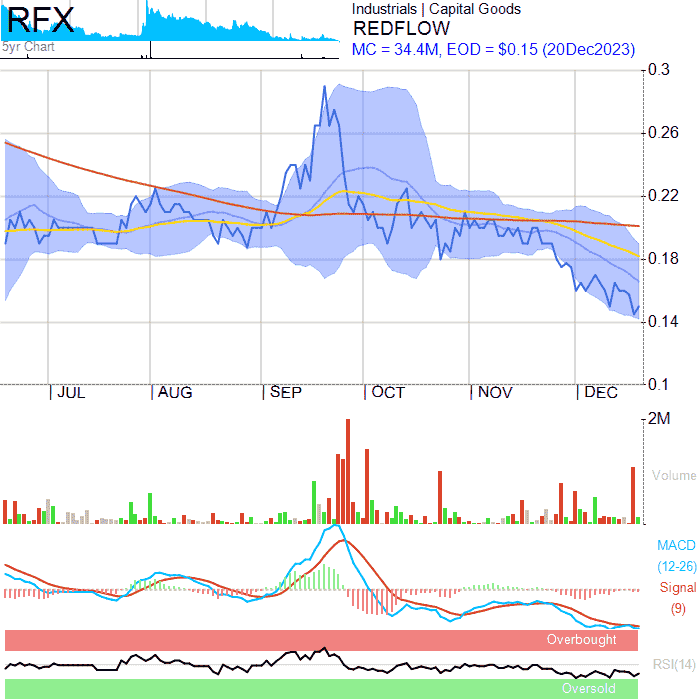 RFX
5yr Chart
Industrials | Capital Goods
REDFLOW
MC = 34.4M, EOD = $0.15 (20Dec2023)
0.3
0.26
0.22
0.18
0.14
0.1
JUL AUG SEP OCT NOV DEC
2M
Volume
MACD
(12-26)
Signal
(9)
Overbought
RSI(14)
Oversold